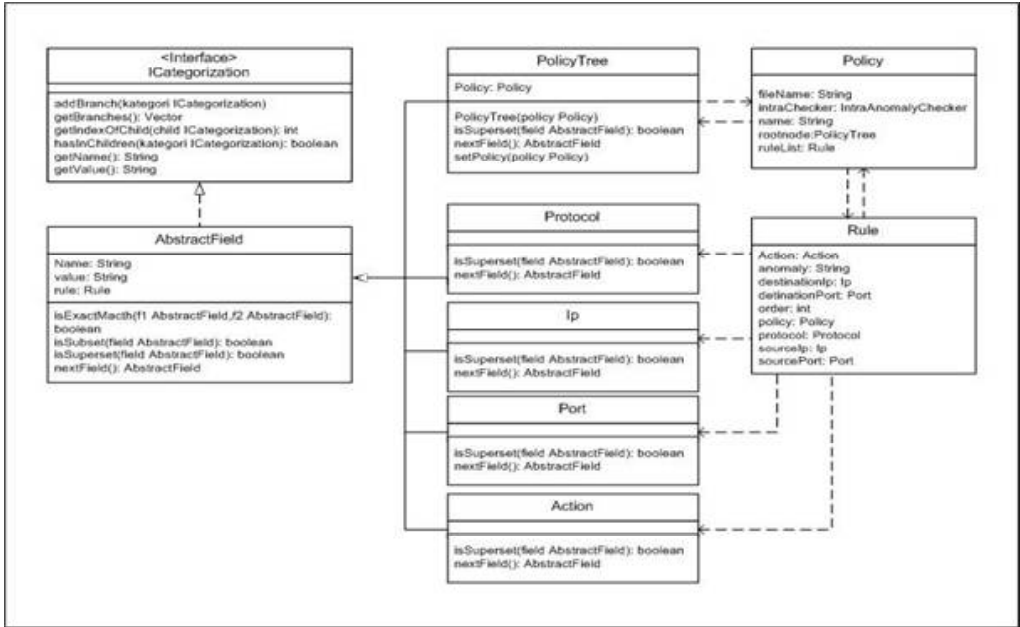 <Interface>
ICategorization
addBranch(kategori ICategorization)
getBranches(): Vector
getIndexOfChild(child ICategorization): int
hasInChildren(kategori ICategorization): boolean
getName(): String
getValue(): String
AbstractField
Name: String
value: String
rule: Rule
isExactMacth(f1 AbstractField,f2 AbstractField):
boolean
isSubset(field AbstractField): boolean
isSuperset(field AbstractField): boolean
nextField(): AbstractField
PolicyTree
Policy: Policy
PolicyTree(policy Policy)
isSuperset(field AbstractField): boolean
nextField(): AbstractField
setPolicy(policy Policy)
Protocol
isSuperset(field AbstractField): boolean
nextField(): AbstractField
Ip
isSuperset(field AbstractField): boolean
nextField(): AbstractField
Port
isSuperset(field AbstractField): boolean
nextField(): AbstractField
Action
isSuperset(field AbstractField): boolean
nextField(): AbstractField
Policy
fileName: String
intraChecker: IntraAnomalyChecker
name: String
rootnode:PolicyTree
ruleList: Rule
Rule
Action: Action
anomaly: String
destinationIp: Ip
detinationPort: Port
order: int
policy: Policy
protocol: Protocol
sourceIp: Ip
sourcePort: Port